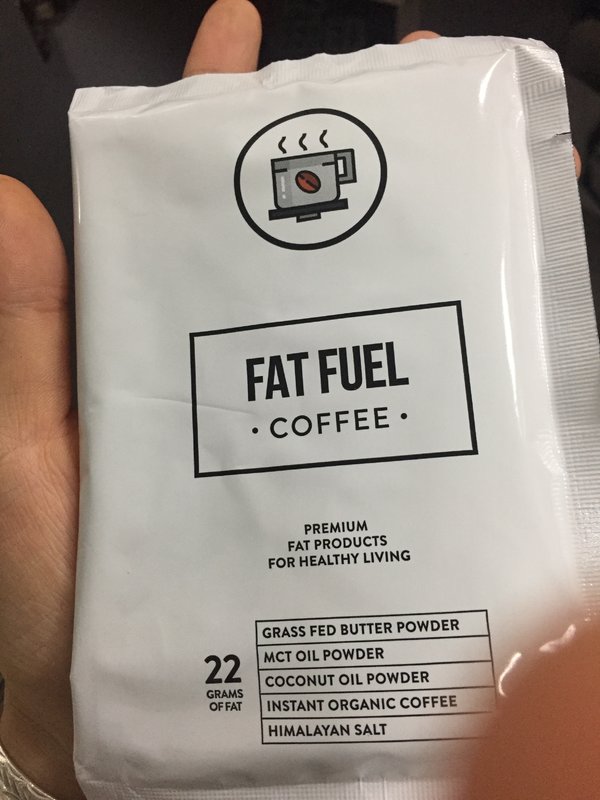 FAT FUEL
• COFFEE •
PREMIUM
FAT PRODUCTS
FOR HEALTHY LIVING
22
GRAMS
OF FAT
GRASS FED BUTTER POWDER
MCT OIL POWDER
COCONUT OIL POWDER
INSTANT ORGANIC COFFEE
HIMALAYAN SALT